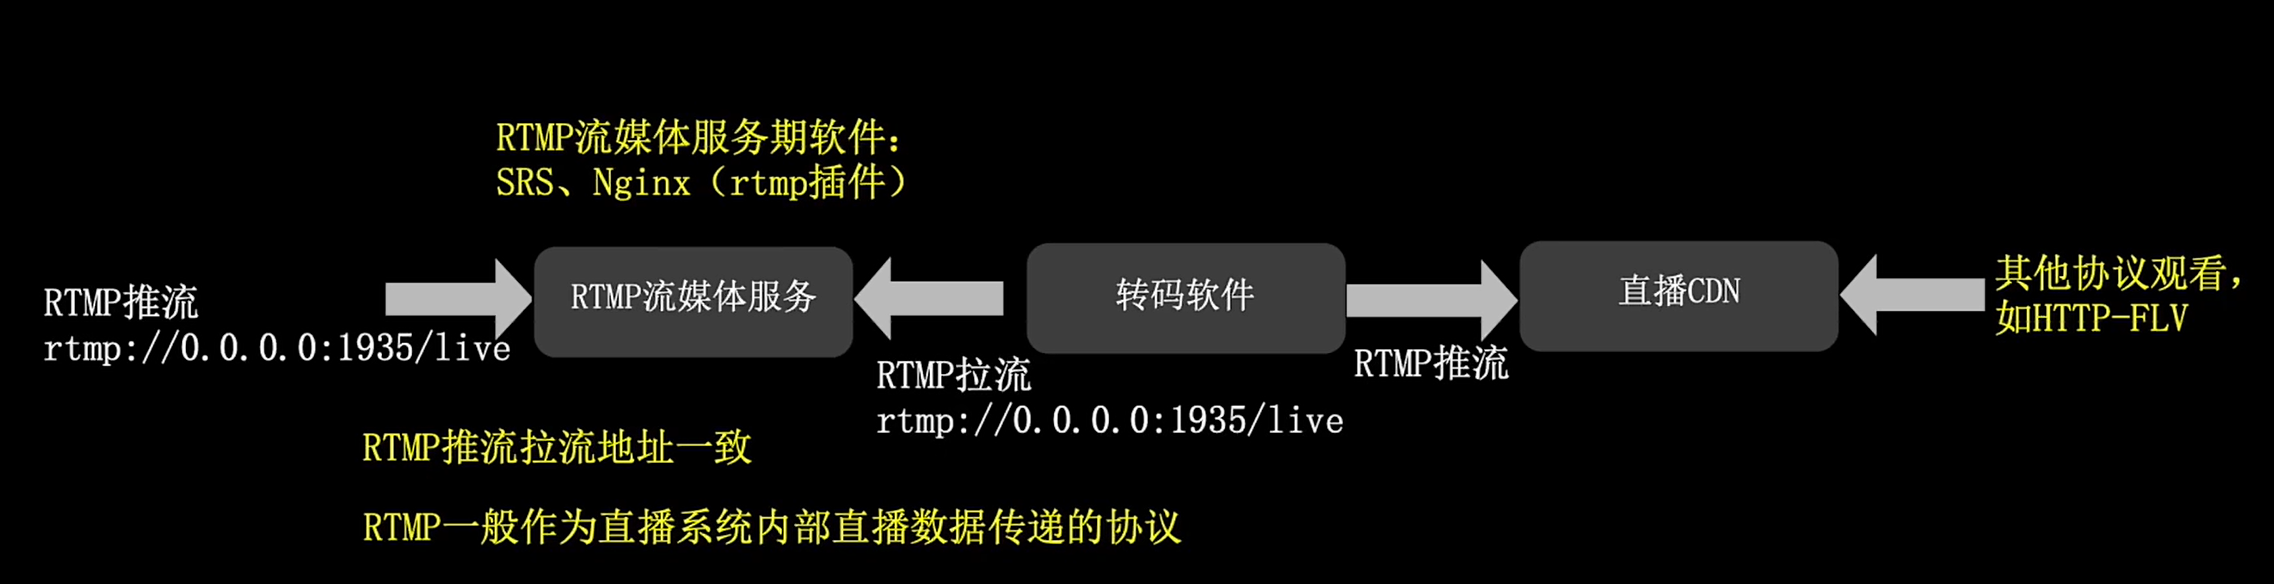 RTMP流媒体服务期软件：
SRS、Nginx（rtmp插件）
RTMP推流
rtmp://0.0.0.0:1935/live
RTMP流媒体服务
RTMP拉流
rtmp://0.0.0.0:1935/live
转码软件
RTMP推流
直播CDN
其他协议观看，
如HTTP-FLV
RTMP推流拉流地址一致
RTMP一般作为直播系统内部直播数据传递的协议